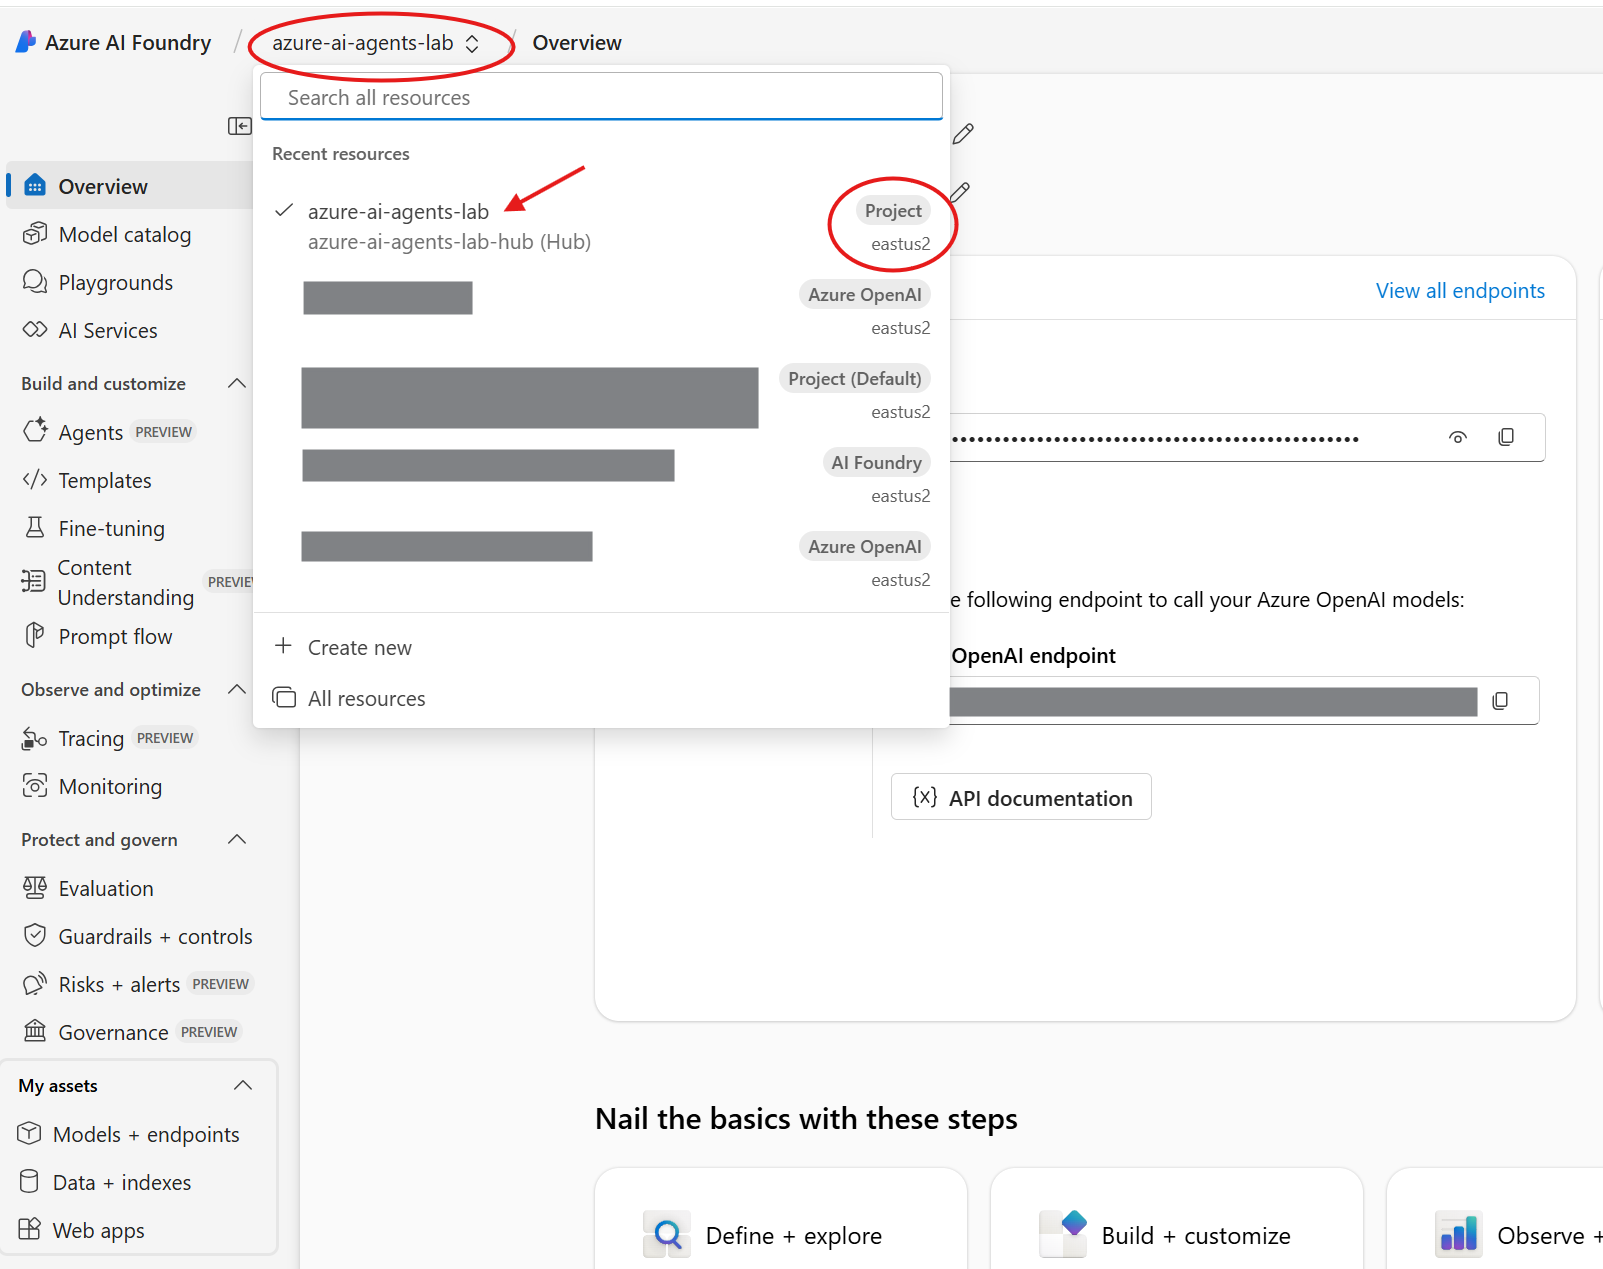 Azure AI Foundry / azure-ai-agents-lab / Overview
Search all resources
Recent resources
azure-ai-agents-lab
azure-ai-agents-lab-hub (Hub)
Project
eastus2
Azure OpenAI
eastus2
Project (Default)
eastus2
AI Foundry
eastus2
Azure OpenAI
eastus2
Create new
All resources
Overview
Model catalog
Playgrounds
AI Services
Build and customize
Agents PREVIEW
Templates
Fine-tuning
Content
Understanding PREVIE
Prompt flow
Observe and optimize
Tracing PREVIEW
Monitoring
Protect and govern
Evaluation
Guardrails + controls
Risks + alerts PREVIEW
Governance PREVIEW
My assets
Models + endpoints
Data + indexes
Web apps
View all endpoints
e following endpoint to call your Azure OpenAI models:
OpenAI endpoint
{x} API documentation
Nail the basics with these steps
Define + explore
Build + customize
Observe +